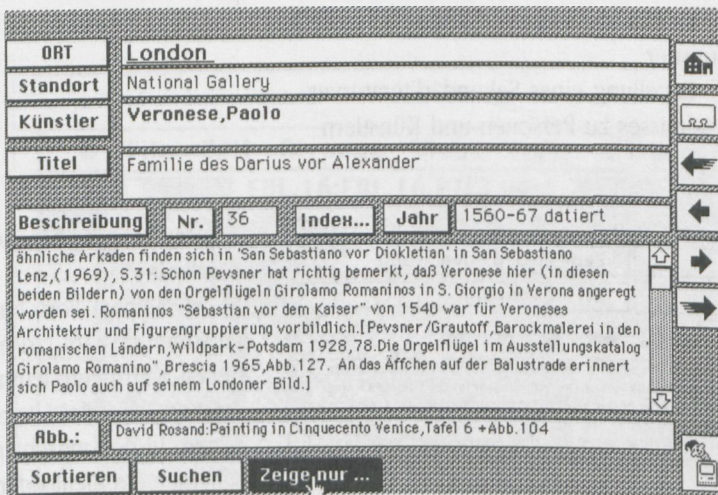 ORT London
Standort National Gallery
Künstler Veronese,Paolo
Titel Familie des Darius vor Alexander
Beschreibung Nr. 36 Index... Jahr 1560-67 datiert
ähnliche Arkaden finden sich in 'San Sebastiano vor Diokletian' in San Sebastiano
Lenz,(1969), S.31: Schon Pevsner hat richtig bemerkt, daß Veronese hier (in diesen
beiden Bildern) von den Orgelflügeln Girolamo Romaninos in S. Giorgio in Verona angeregt
worden sei. Romaninos "Sebastian vor dem Kaiser" von 1540 war für Veroneses
Architektur und Figurengruppierung vorbildlich.[Pevsner/Grautoff,Barockmalerei in den
romanischen Ländern,Wildpark-Potsdam 1928,78.Die Orgelflügel im Ausstellungskatalog "
Girolamo Romanino",Brescia 1965,Abb.127. An das Äffchen auf der Balustrade erinnert
sich Paolo auch auf seinem Londoner Bild.]
Abb.: David Rosand:Painting in Cinquecento Venice,Tafel 6 +Abb.104
Sortieren Suchen Zeige nur ...